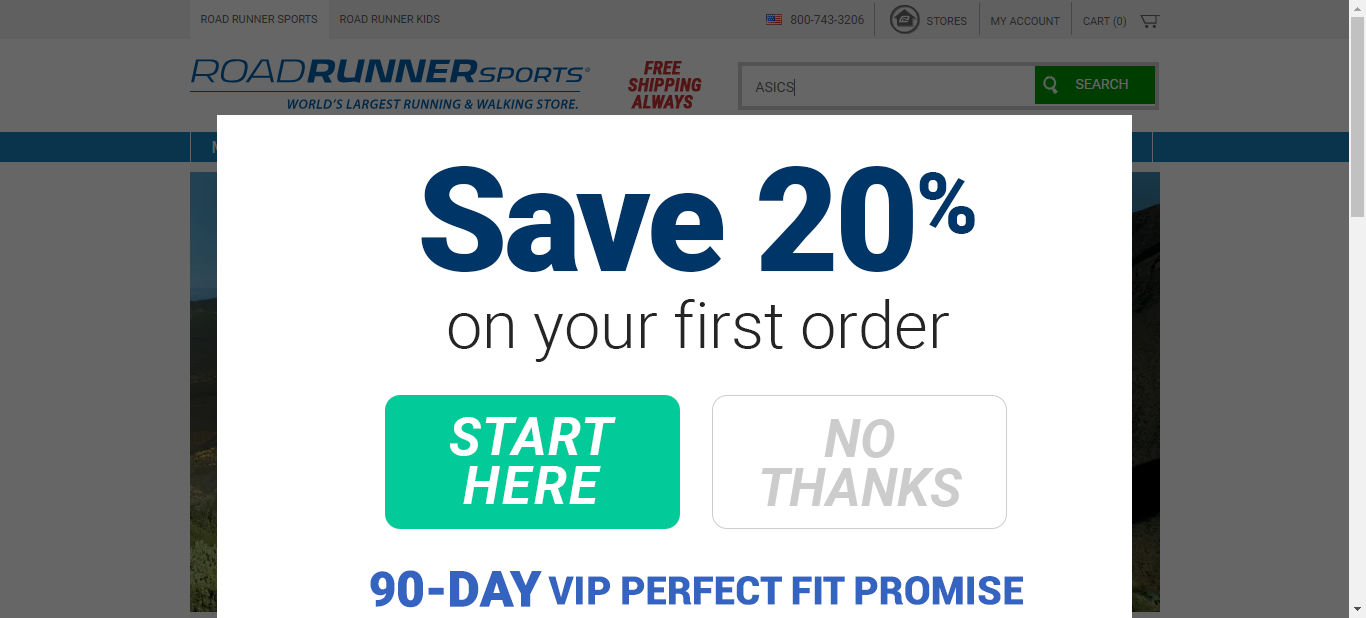 ROAD RUNNER SPORTS
ROAD RUNNER KIDS
800-743-3206
STORES
MY ACCOUNT
CART (0)
ROADRUNNERSPORTS
WORLD'S LARGEST RUNNING & WALKING STORE.
FREE
SHIPPING
ALWAYS
ASICS
SEARCH
Save 20%
on your first order
START
HERE
NO
THANKS
90-DAY VIP PERFECT FIT PROMISE